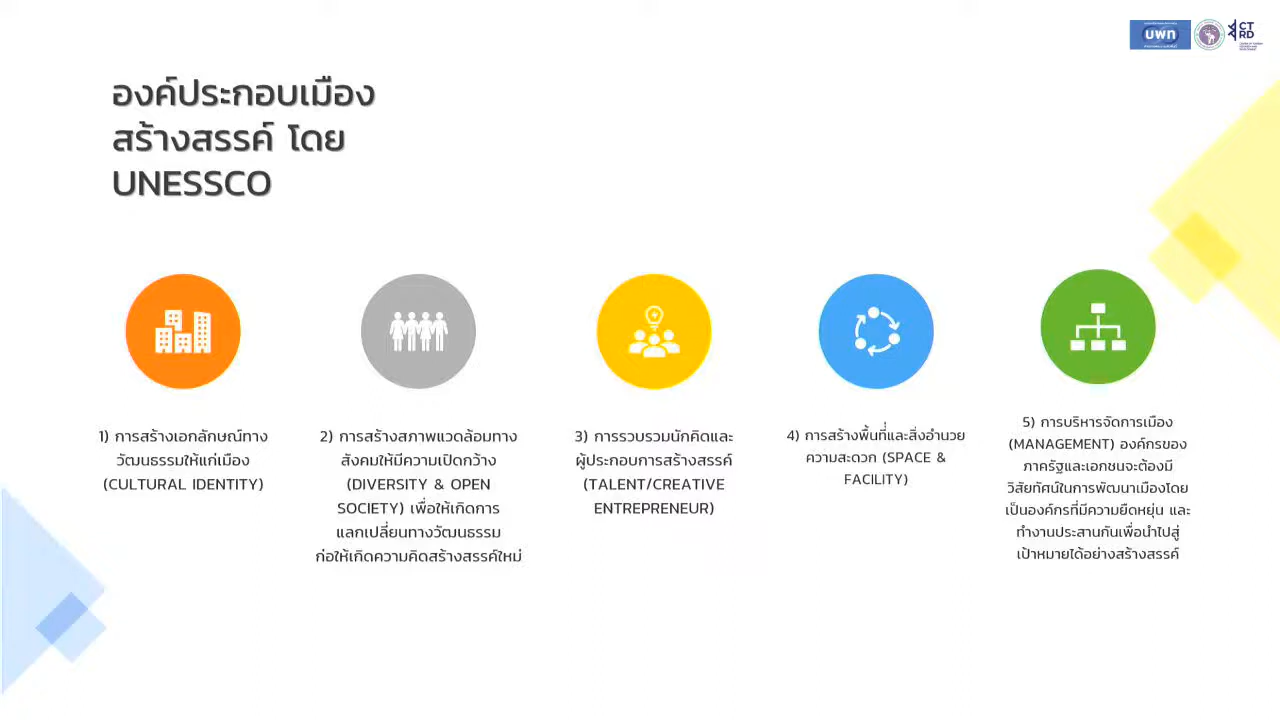 องค์ประกอบเมือง
สร้างสรรค์ โดย
UNESSCO
บพท
CT
RD
1) การสร้างเอกลักษณ์ทาง
วัฒนธรรมให้แก่เมือง
(CULTURAL IDENTITY)
2) การสร้างสภาพแวดล้อมทาง
สังคมให้มีความเปิดกว้าง
(DIVERSITY & OPEN
SOCIETY) เพื่อให้เกิดการ
แลกเปลี่ยนทางวัฒนธรรม
ก่อให้เกิดความคิดสร้างสรรค์ใหม่
3) การรวบรวมนักคิดและ
ผู้ประกอบการสร้างสรรค์
(TALENT/CREATIVE
ENTREPRENEUR)
4) การสร้างพื้นที่และสิ่งอำนวย
ความสะดวก (SPACE &
FACILITY)
5) การบริหารจัดการเมือง
(MANAGEMENT) องค์กรของ
ภาครัฐและเอกชนจะต้องมี
วิสัยทัศน์ในการพัฒนาเมืองโดย
เป็นองค์กรที่มีความยืดหยุ่น และ
ทำงานประสานกันเพื่อนำไปสู่
เป้าหมายได้อย่างสร้างสรรค์